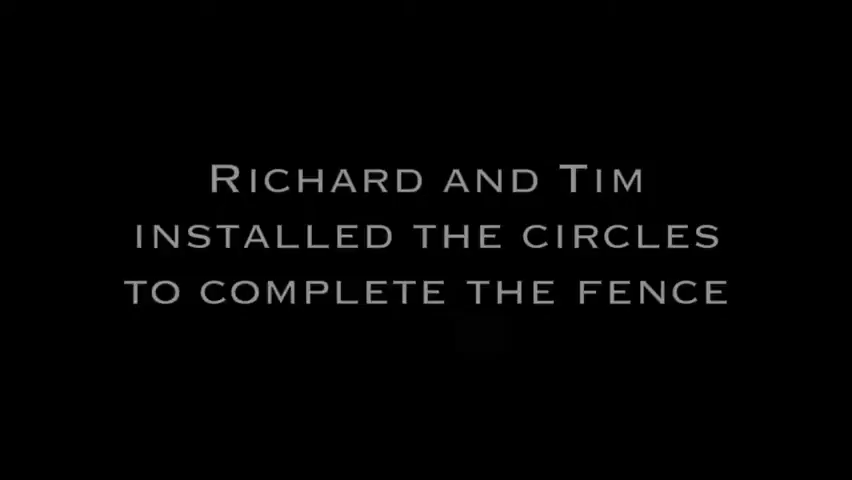 Richard and Tim
installed the circles
to complete the fence